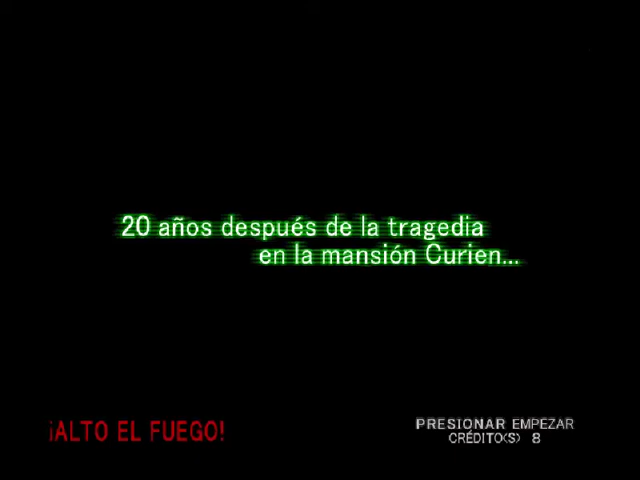 20 años después de la tragedia
en la mansión Curien...
¡ALTO EL FUEGO!
PRESIONAR EMPEZAR
CRÉDITO(S) 8